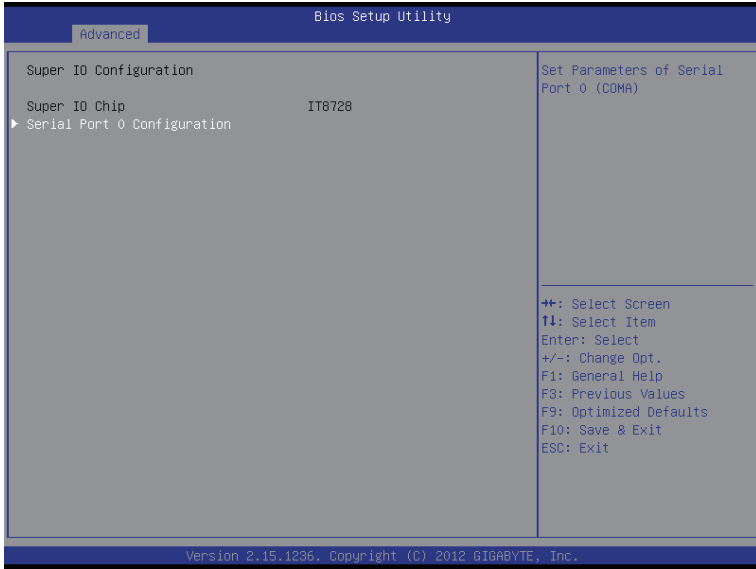 Bios Setup Utility
Advanced
Super IO Configuration
Super IO Chip IT8728
▶ Serial Port 0 Configuration
Set Parameters of Serial
Port 0 (COMA)
→←: Select Screen
↑↓: Select Item
Enter: Select
+/-: Change Opt.
F1: General Help
F3: Previous Values
F9: Optimized Defaults
F10: Save & Exit
ESC: Exit
Version 2.15.1236. Copyright (C) 2012 GIGABYTE, Inc.